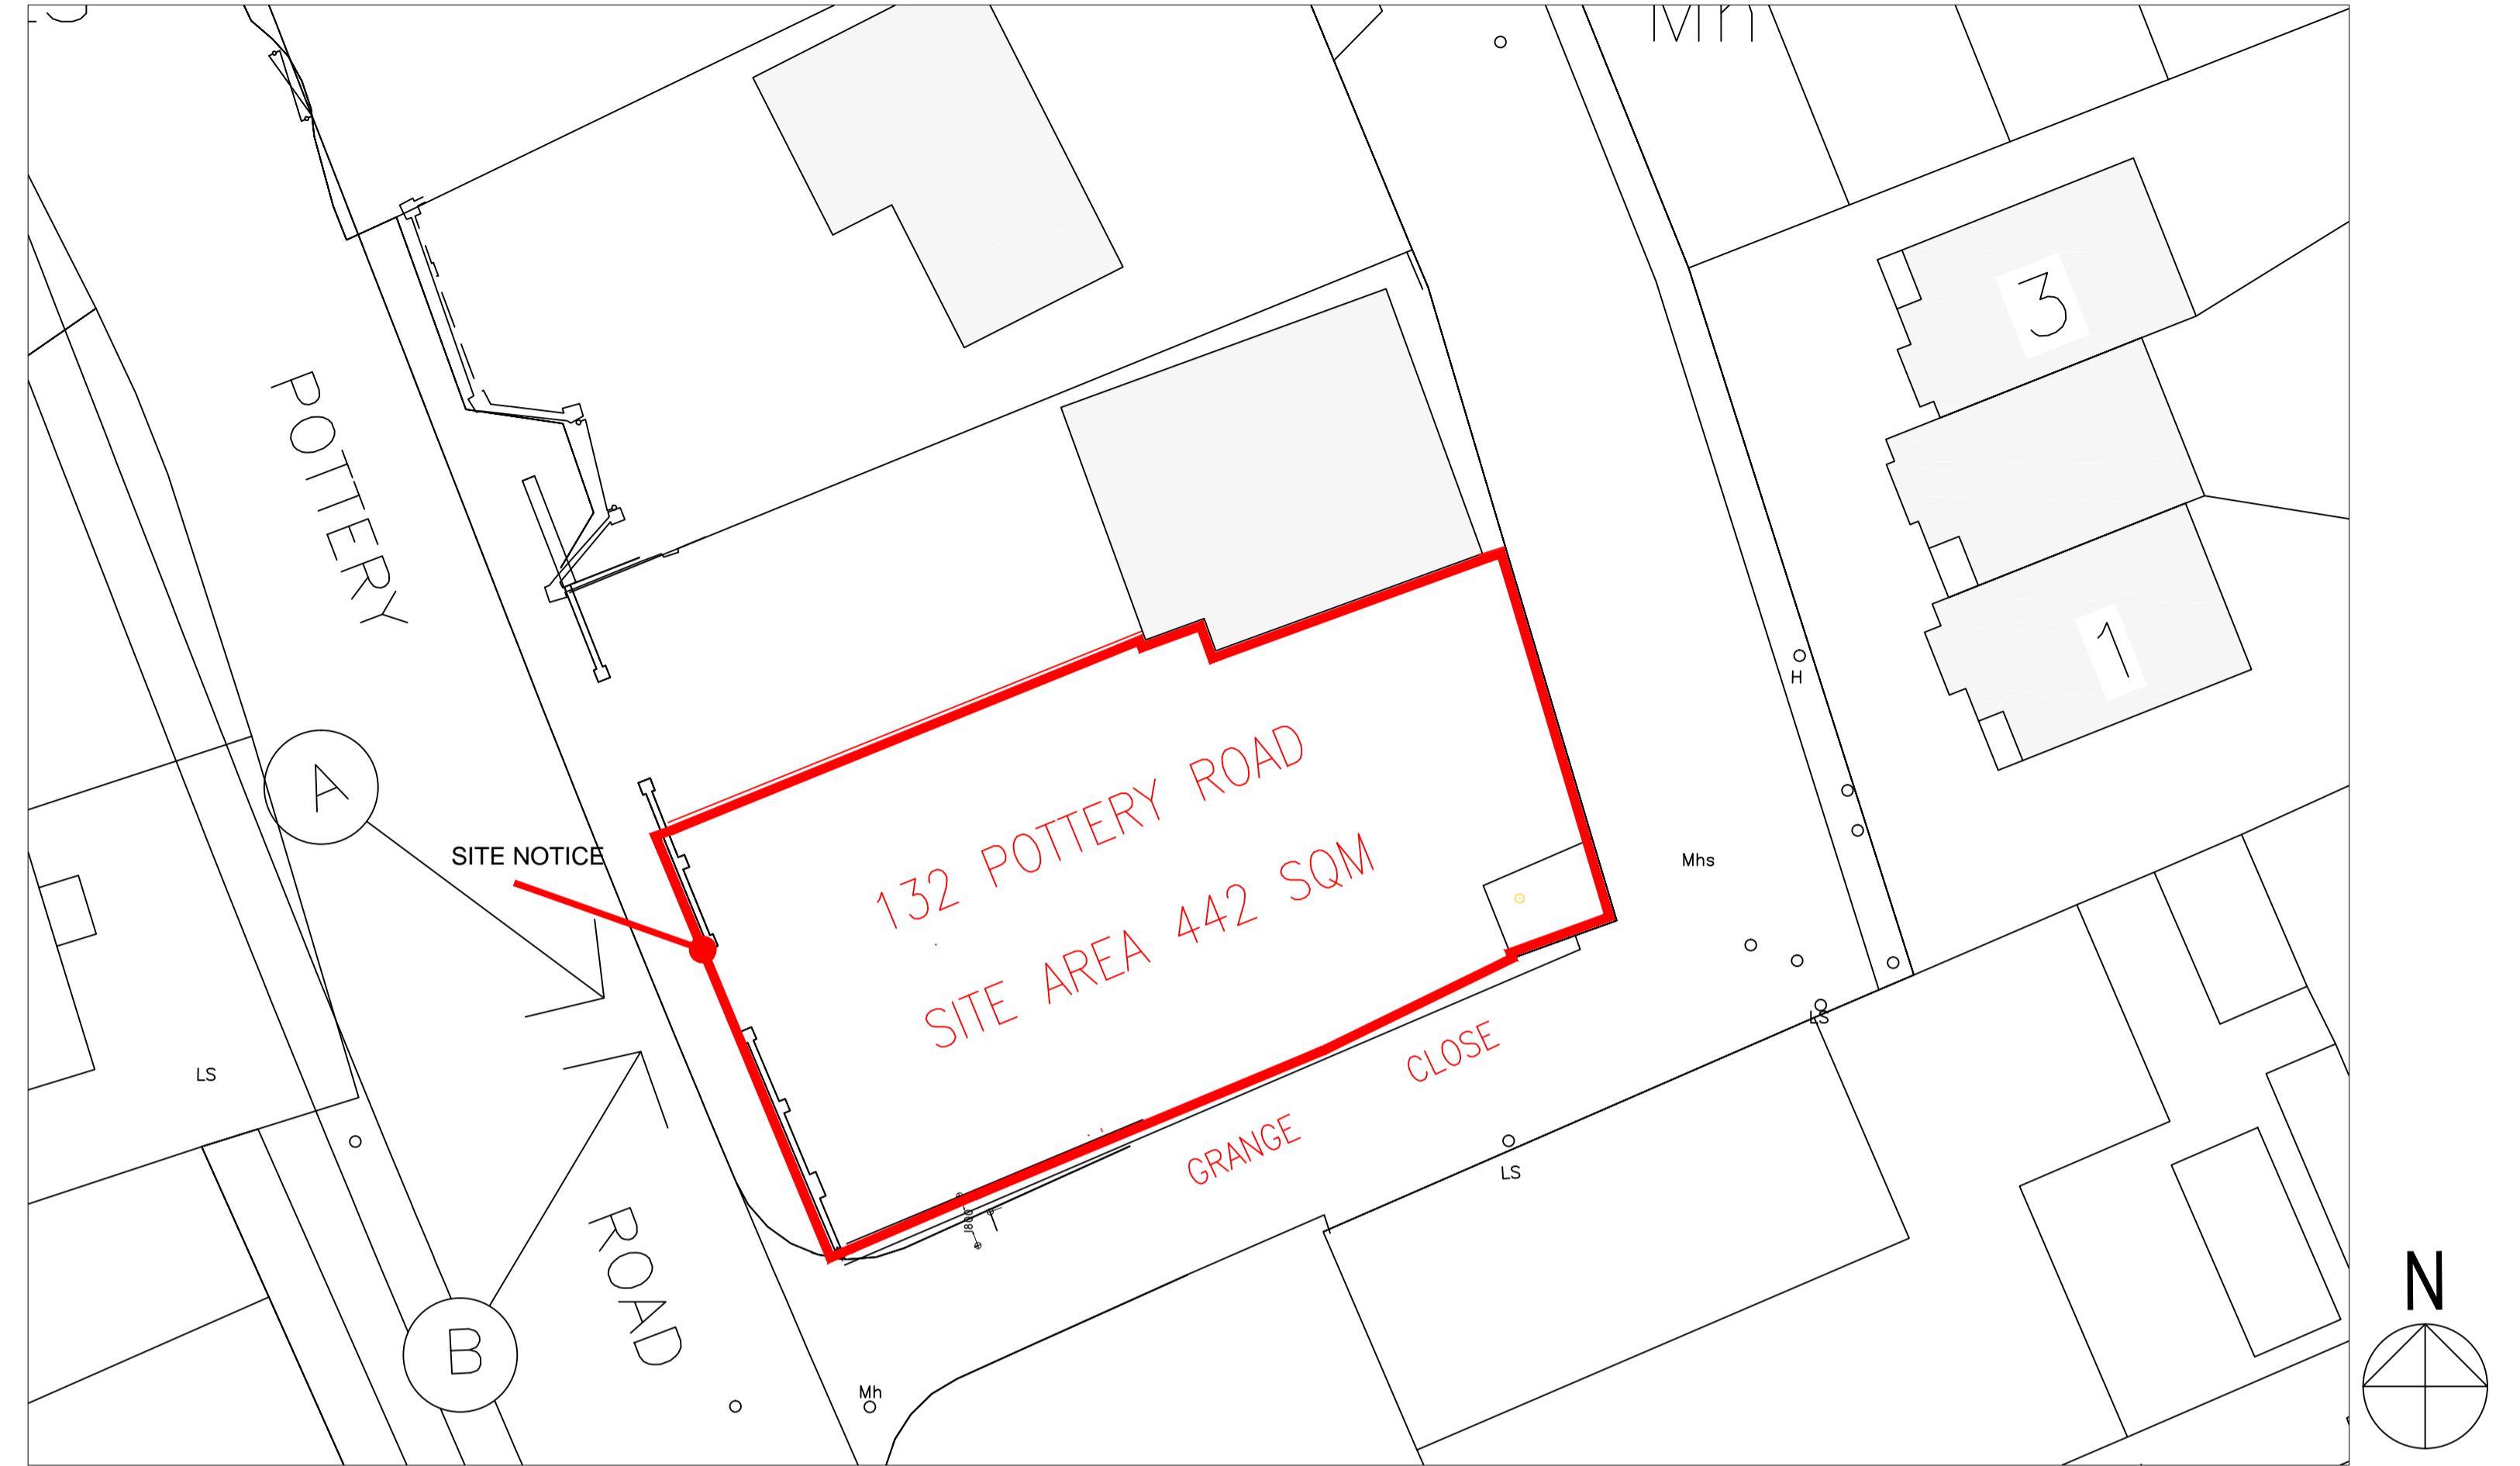 Mh
3
POTTERY
1
H
132 POTTERY ROAD
A
SITE NOTICE
Mhs
SITE AREA 442 SQM
LS
LS
CLOSE
GRANGE
LS
ROAD
B
Mh
N